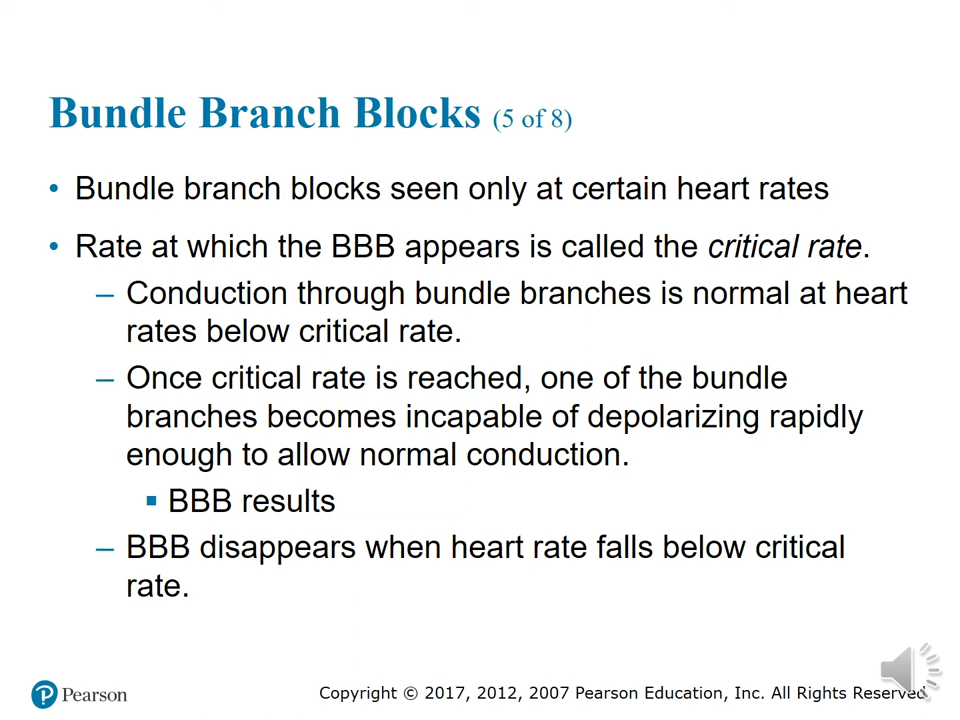 Bundle Branch Blocks (5 of 8)
• Bundle branch blocks seen only at certain heart rates
• Rate at which the BBB appears is called the critical rate.
– Conduction through bundle branches is normal at heart
rates below critical rate.
– Once critical rate is reached, one of the bundle
branches becomes incapable of depolarizing rapidly
enough to allow normal conduction.
▪ BBB results
– BBB disappears when heart rate falls below critical
rate.
Pearson
Copyright © 2017, 2012, 2007 Pearson Education, Inc. All Rights Reserved